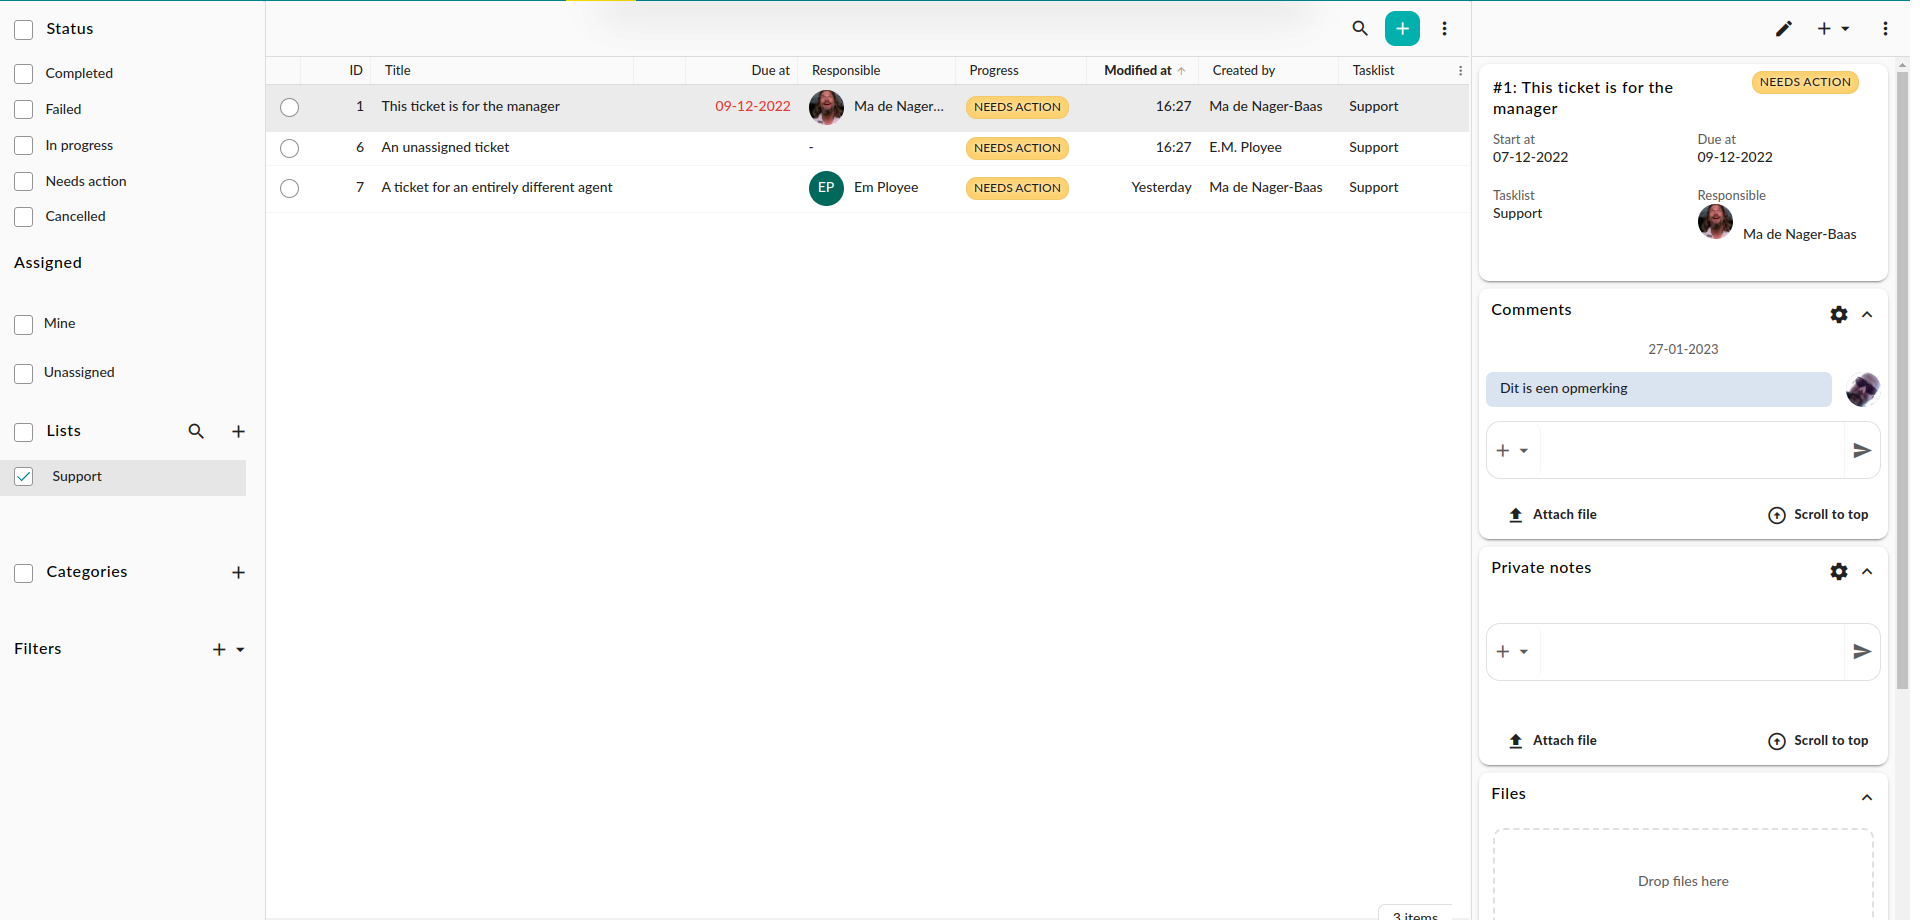 Status
Completed
Failed
In progress
Needs action
Cancelled
Assigned
Mine
Unassigned
Lists
Support
Categories
Filters
ID Title Due at Responsible Progress Modified at Created by Tasklist
1 This ticket is for the manager 09-12-2022 Ma de Nager... NEEDS ACTION 16:27 Ma de Nager-Baas Support
6 An unassigned ticket - NEEDS ACTION 16:27 E.M. Ployee Support
7 A ticket for an entirely different agent EP Em Ployee NEEDS ACTION Yesterday Ma de Nager-Baas Support
3 items
#1: This ticket is for the
manager
NEEDS ACTION
Start at Due at
07-12-2022 09-12-2022
Tasklist Responsible
Support
Ma de Nager-Baas
Comments
27-01-2023
Dit is een opmerking
Attach file Scroll to top
Private notes
Attach file Scroll to top
Files
Drop files here